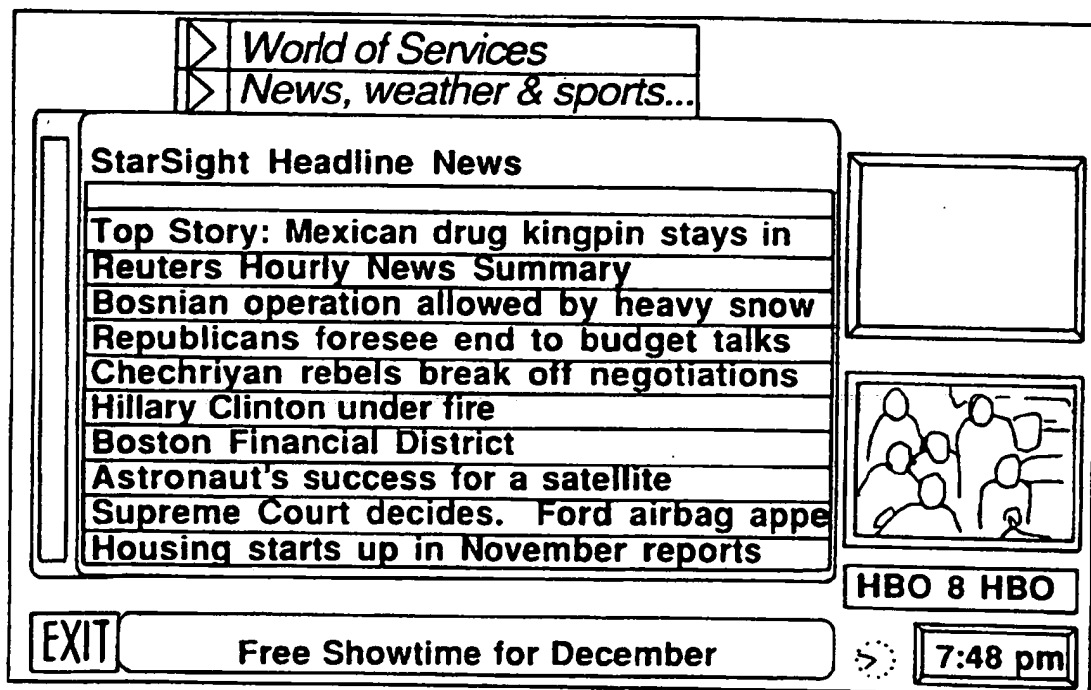 World of Services
News, weather & sports...
StarSight Headline News
Top Story: Mexican drug kingpin stays in
Reuters Hourly News Summary
Bosnian operation allowed by heavy snow
Republicans foresee end to budget talks
Chechriyan rebels break off negotiations
Hillary Clinton under fire
Boston Financial District
Astronaut's success for a satellite
Supreme Court decides. Ford airbag appe
Housing starts up in November reports
HBO 8 HBO
EXIT
Free Showtime for December
7:48 pm